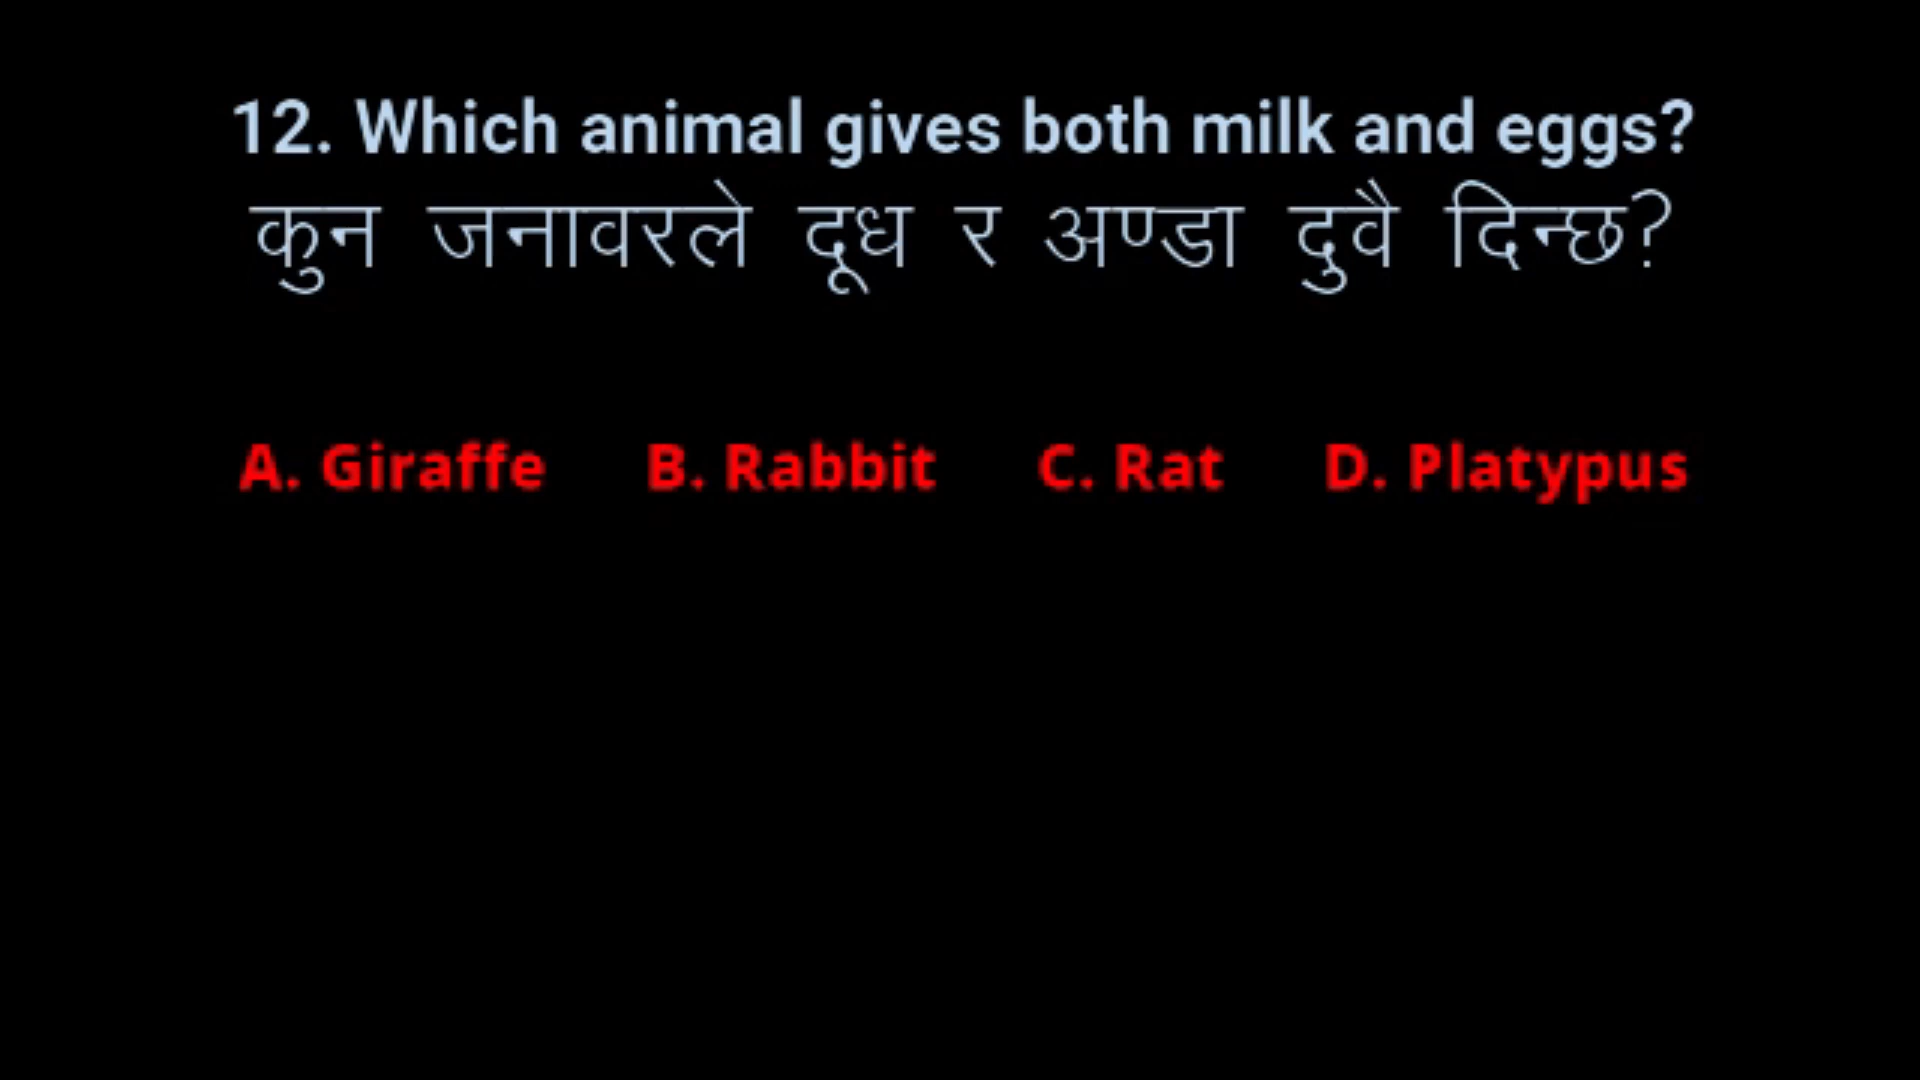 12. Which animal gives both milk and eggs?
कुन जनावरले दूध र अण्डा दुवै दिन्छ?
A. Giraffe B. Rabbit C. Rat D. Platypus